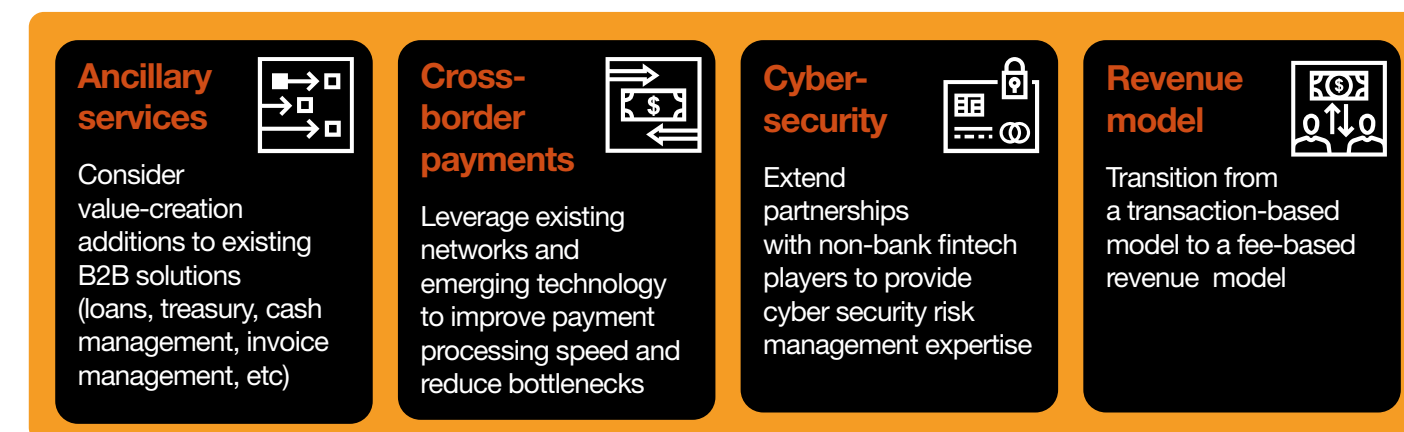 Ancillary
services
Consider
value-creation
additions to existing
B2B solutions
(loans, treasury, cash
management, invoice
management, etc)
Cross-
border
payments
Leverage existing
networks and
emerging technology
to improve payment
processing speed and
reduce bottlenecks
$
Cyber-
security
Extend
partnerships
with non-bank fintech
players to provide
cyber security risk
management expertise
Revenue
model
Transition from
a transaction-based
model to a fee-based
revenue  model
$